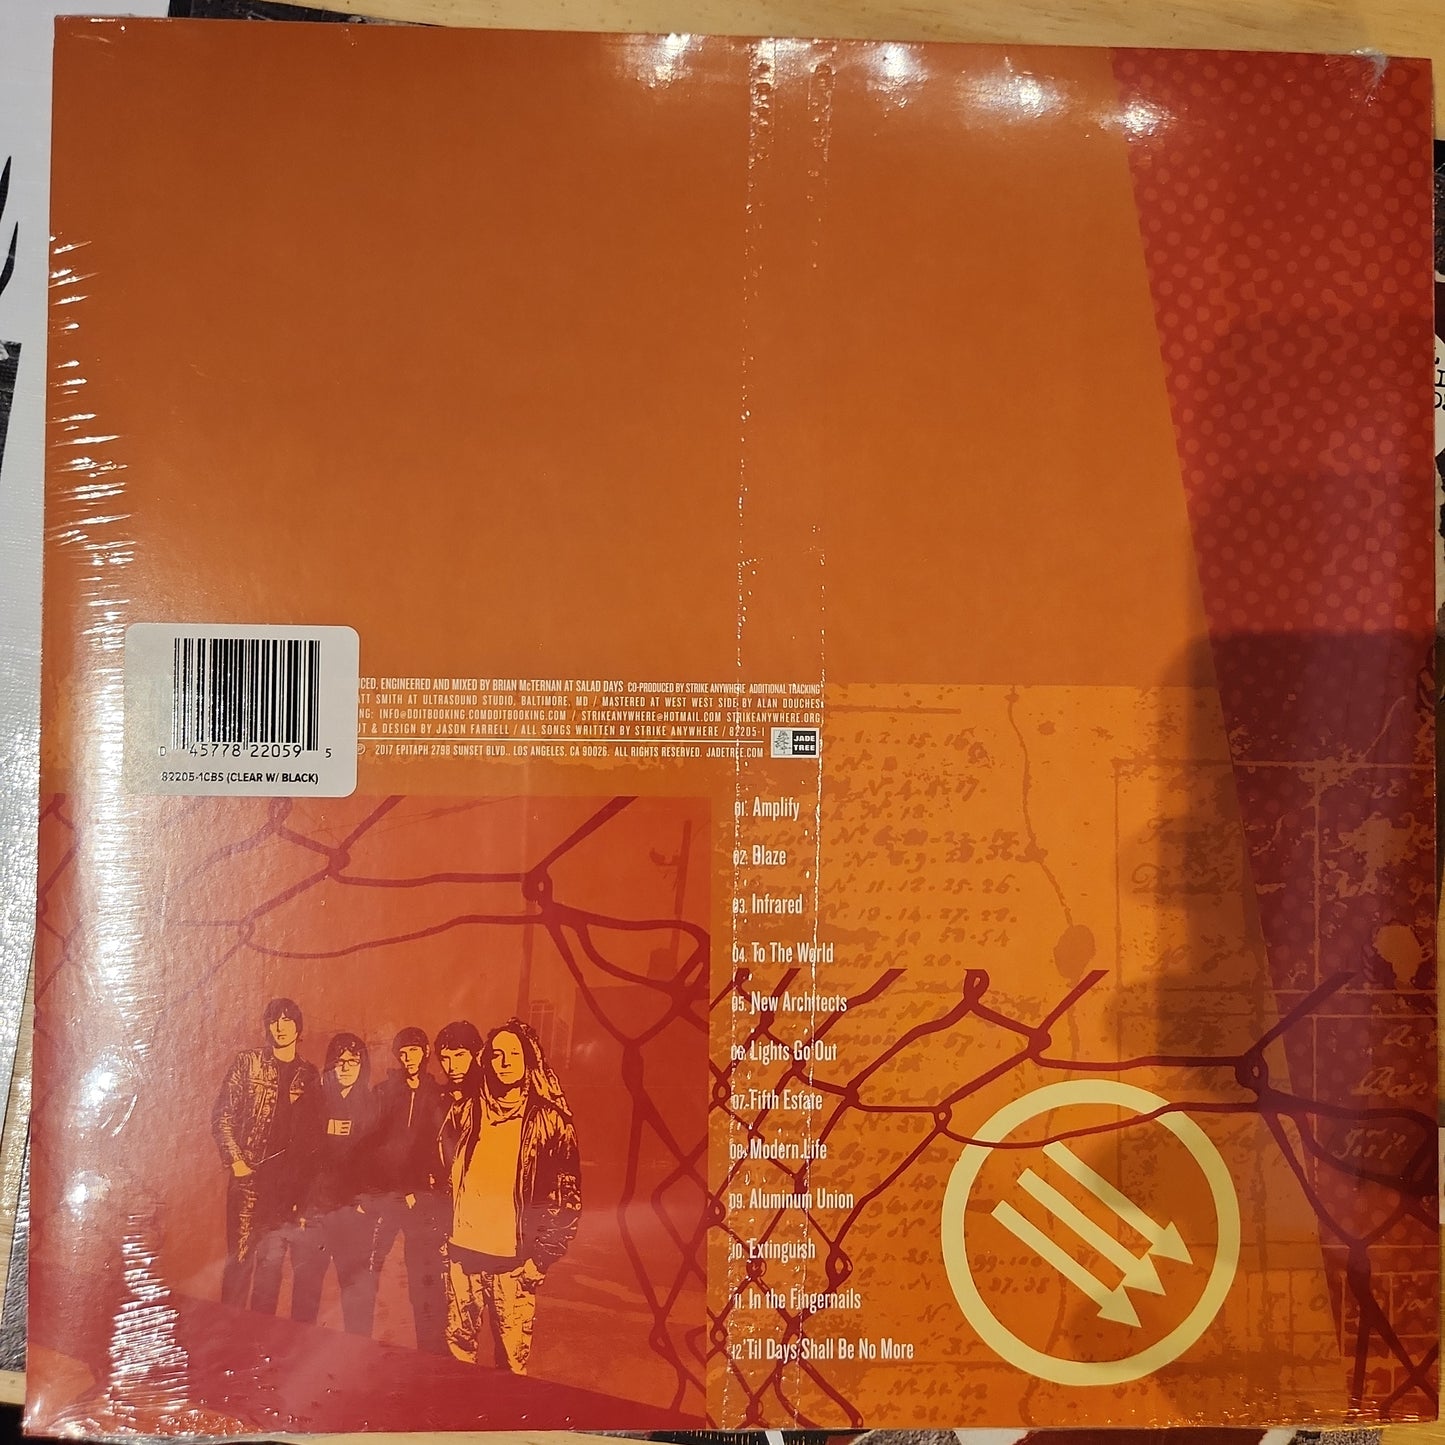 UCED, ENGINEERED AND MIXED BY BRIAN McTERNAN AT SALAD DAYS CO-PRODUCED BY STRIKE ANYWHERE ADDITIONAL TRACKING
ATT SMITH AT ULTRASOUND STUDIO, BALTIMORE, MD / MASTERED AT WEST WEST SIDE BY ALAN DOUCHES
NG: INFO@DOITBOOKING.COMDOITBOOKING.COM / STRIKEANYWHERE@HOTMAIL.COM STRIKEANYWHERE.ORG
UT & DESIGN BY JASON FARRELL / ALL SONGS WRITTEN BY STRIKE ANYWHERE / 82205-1
℗ 2017 EPITAPH 2798 SUNSET BLVD., LOS ANGELES, CA 90026. ALL RIGHTS RESERVED. JADETREE.COM
JADE
TREE
0 45778 22059 5
82205-1CBS (CLEAR W/ BLACK)
01. Amplify
02. Blaze
03. Infrared
04. To The World
05. New Architects
06. Lights Go Out
07. Fifth Estate
08. Modern Life
09. Aluminum Union
10. Extinguish
11. In the Fingernails
12. 'Til Days Shall Be No More